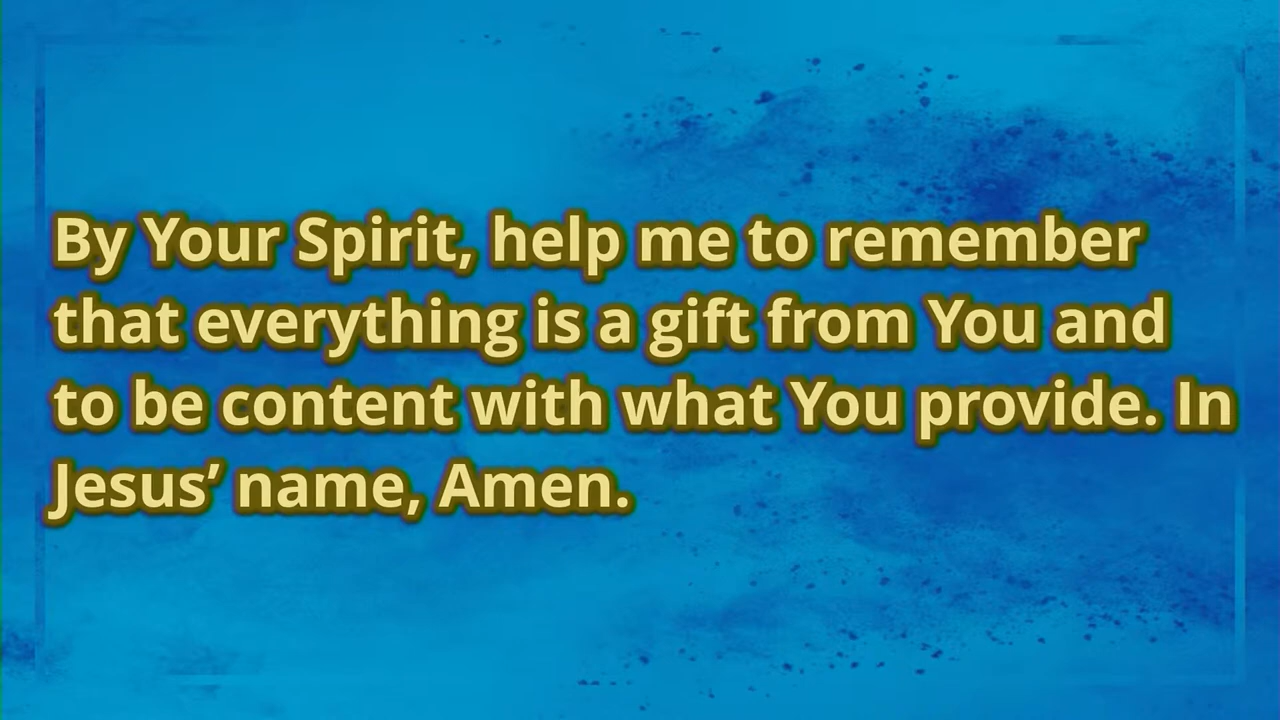 By Your Spirit, help me to remember
that everything is a gift from You and
to be content with what You provide. In
Jesus’ name, Amen.